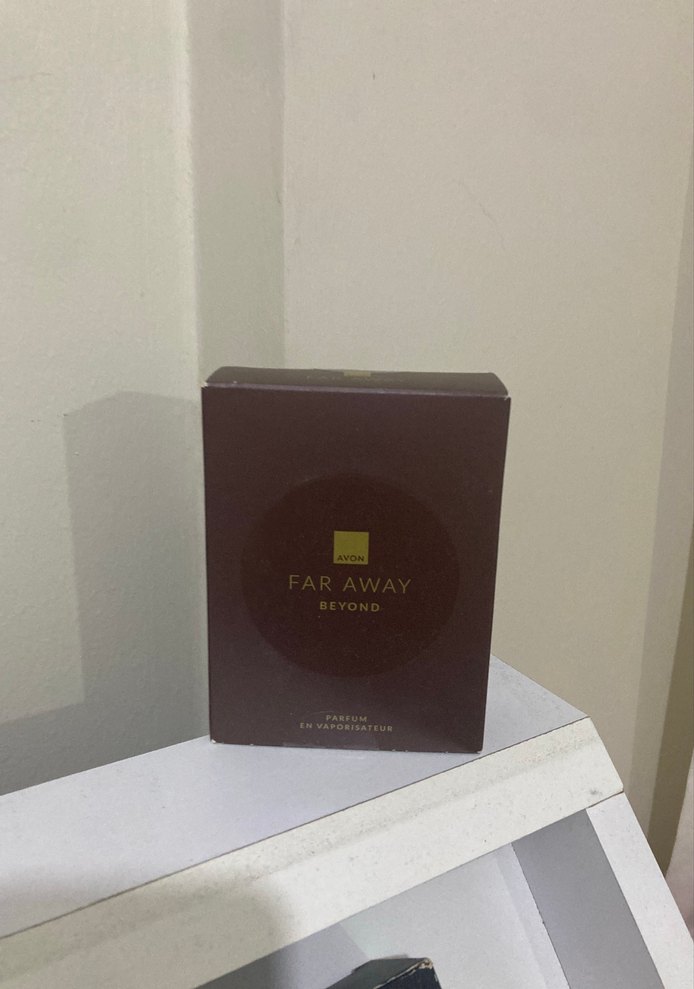 AVON
FAR AWAY
BEYOND
PARFUM
EN VAPORISATEUR